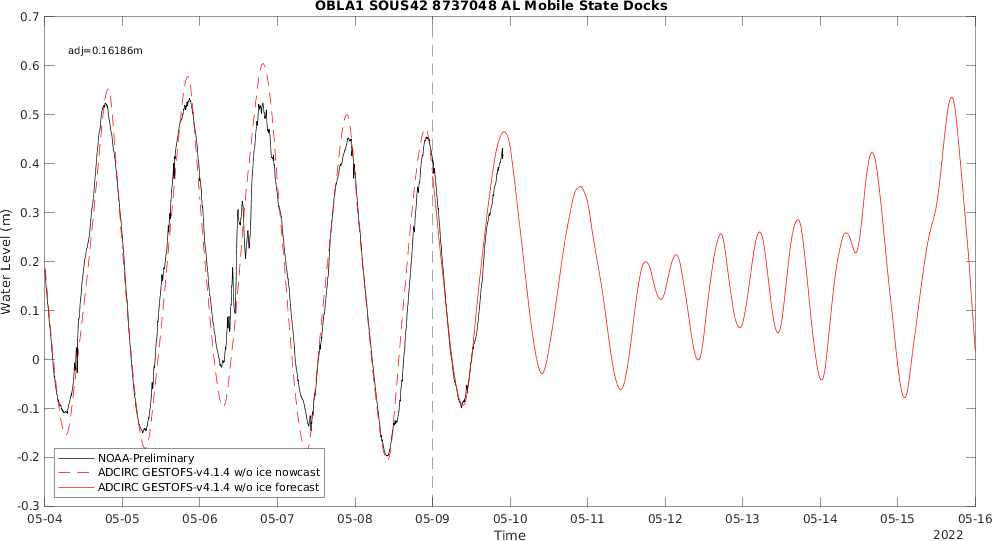 OBLA1 SOUS42 8737048 AL Mobile State Docks
adj=0.16186m
0.7
0.6
0.5
0.4
0.3
0.2
0.1
0
-0.1
-0.2
-0.3
Water Level (m)
NOAA-Preliminary
ADCIRC GESTOFS-v4.1.4 w/o ice nowcast
ADCIRC GESTOFS-v4.1.4 w/o ice forecast
05-04 05-05 05-06 05-07 05-08 05-09 05-10 05-11 05-12 05-13 05-14 05-15 05-16
Time
2022